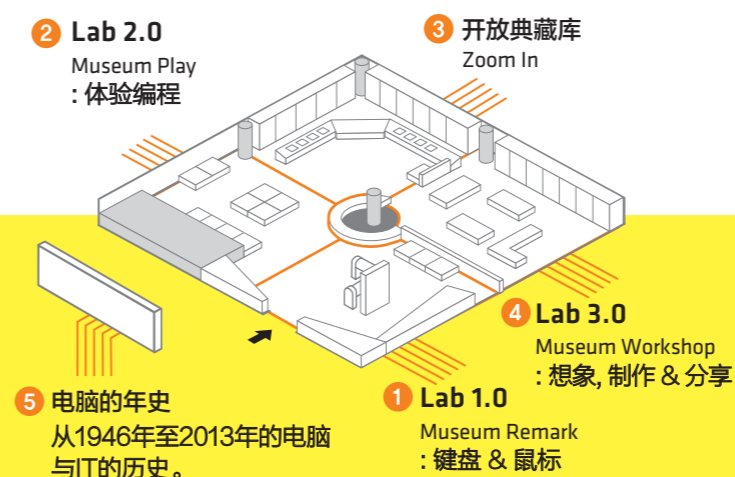 2 Lab 2.0
Museum Play
: 体验编程
3 开放典藏库
Zoom In
4 Lab 3.0
Museum Workshop
: 想象, 制作 & 分享
1 Lab 1.0
Museum Remark
: 键盘 & 鼠标
5 电脑的年史
从1946年至2013年的电脑
与IT的历史。